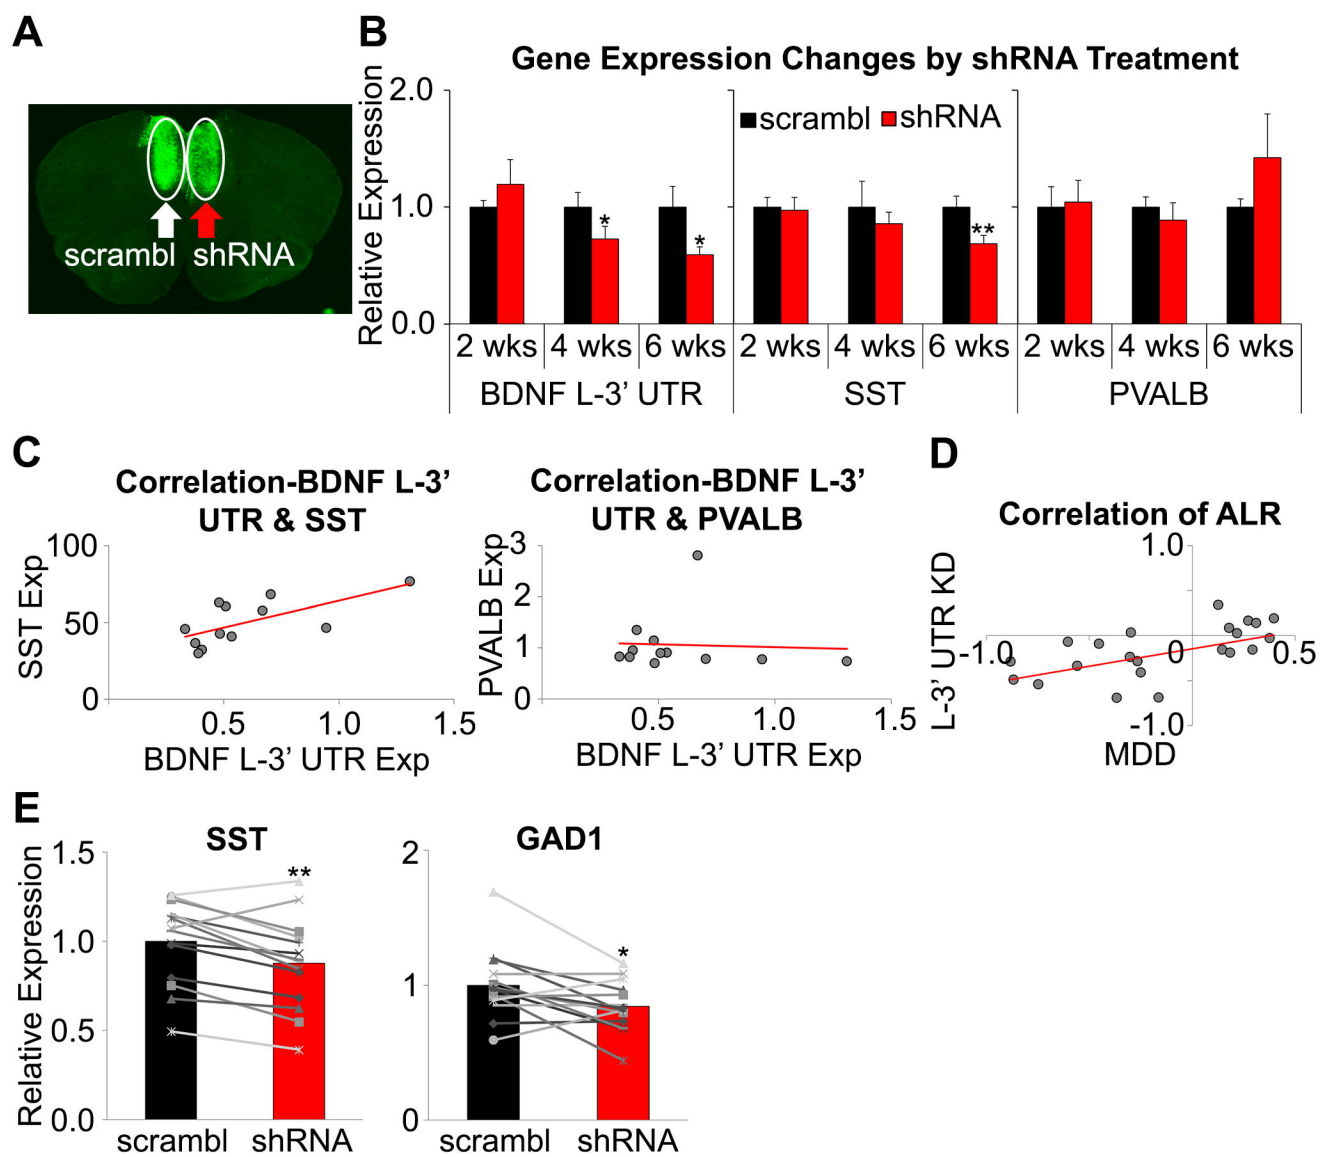 A
B
Gene Expression Changes by shRNA Treatment
Relative Expression
2.0
1.0
0.0
scrambl shRNA
scrambl shRNA
* * **
2 wks 4 wks 6 wks 2 wks 4 wks 6 wks 2 wks 4 wks 6 wks
BDNF L-3’ UTR SST PVALB
C
Correlation-BDNF L-3’
UTR & SST
SST Exp
100
50
0
0.5 1.0 1.5
BDNF L-3’ UTR Exp
Correlation-BDNF L-3’
UTR & PVALB
PVALB Exp
3
2
1
0
0.5 1.0 1.5
BDNF L-3’ UTR Exp
D
Correlation of ALR
L-3’ UTR KD
1.0
-1.0 0 0.5
-1.0
MDD
E
SST
Relative Expression
1.5
1.0
0.5
0.0
**
scrambl shRNA
GAD1
2
1
0
*
scrambl shRNA